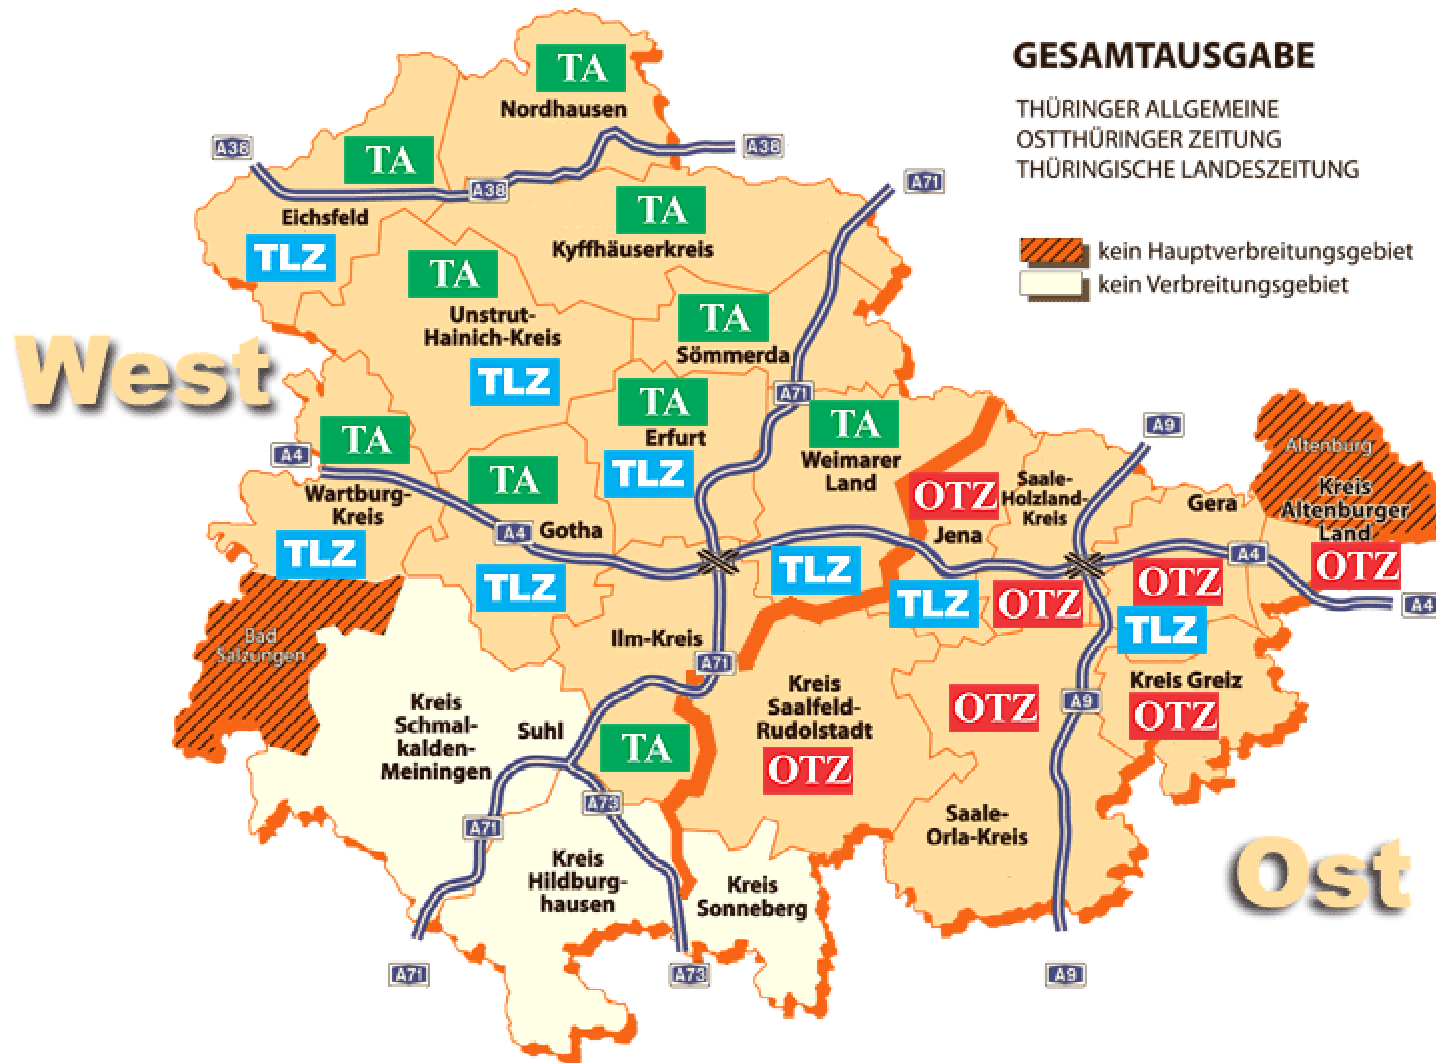 GESAMTAUSGABE
THÜRINGER ALLGEMEINE
OSTTHÜRINGER ZEITUNG
THÜRINGISCHE LANDESZEITUNG
kein Hauptverbreitungsgebiet
kein Verbreitungsgebiet
West
Ost
TA
Nordhausen
A38
A38
A38
TA
Eichsfeld
TLZ
TA
Kyffhäuserkreis
A71
TA
Unstrut-
Hainich-Kreis
TLZ
TA
Sömmerda
A71
TA
Erfurt
TLZ
TA
Weimarer
Land
TLZ
A4
TA
Wartburg-
Kreis
TLZ
TA
A4
Gotha
TLZ
OTZ
Jena
TLZ
Saale-
Holzland-
Kreis
OTZ
A9
Gera
A4
OTZ
TLZ
Altenburg
Kreis
Altenburger
Land
OTZ
A4
Bad
Salzungen
Ilm-Kreis
A71
TA
Kreis
Schmal-
kalden-
Meiningen
Suhl
A73
A71
Kreis
Saalfeld-
Rudolstadt
OTZ
OTZ
A9
Kreis Greiz
OTZ
Saale-
Orla-Kreis
Kreis
Hildburg-
hausen
Kreis
Sonneberg
A71
A73
A9